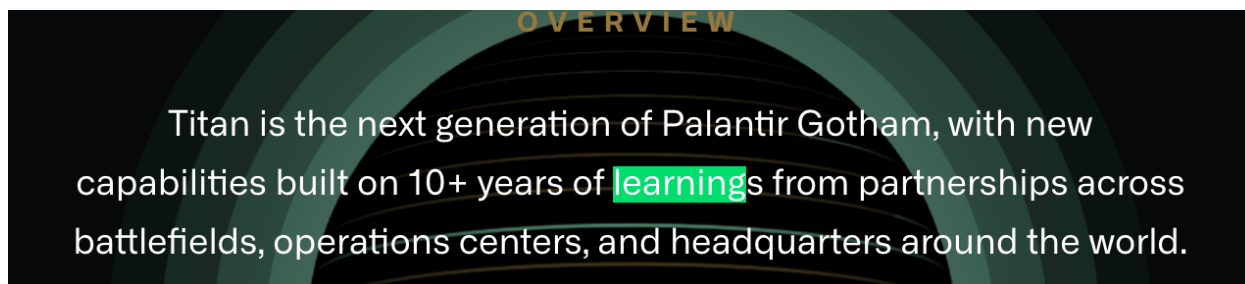 OVERVIEW
Titan is the next generation of Palantir Gotham, with new
capabilities built on 10+ years of learnings from partnerships across
battlefields, operations centers, and headquarters around the world.